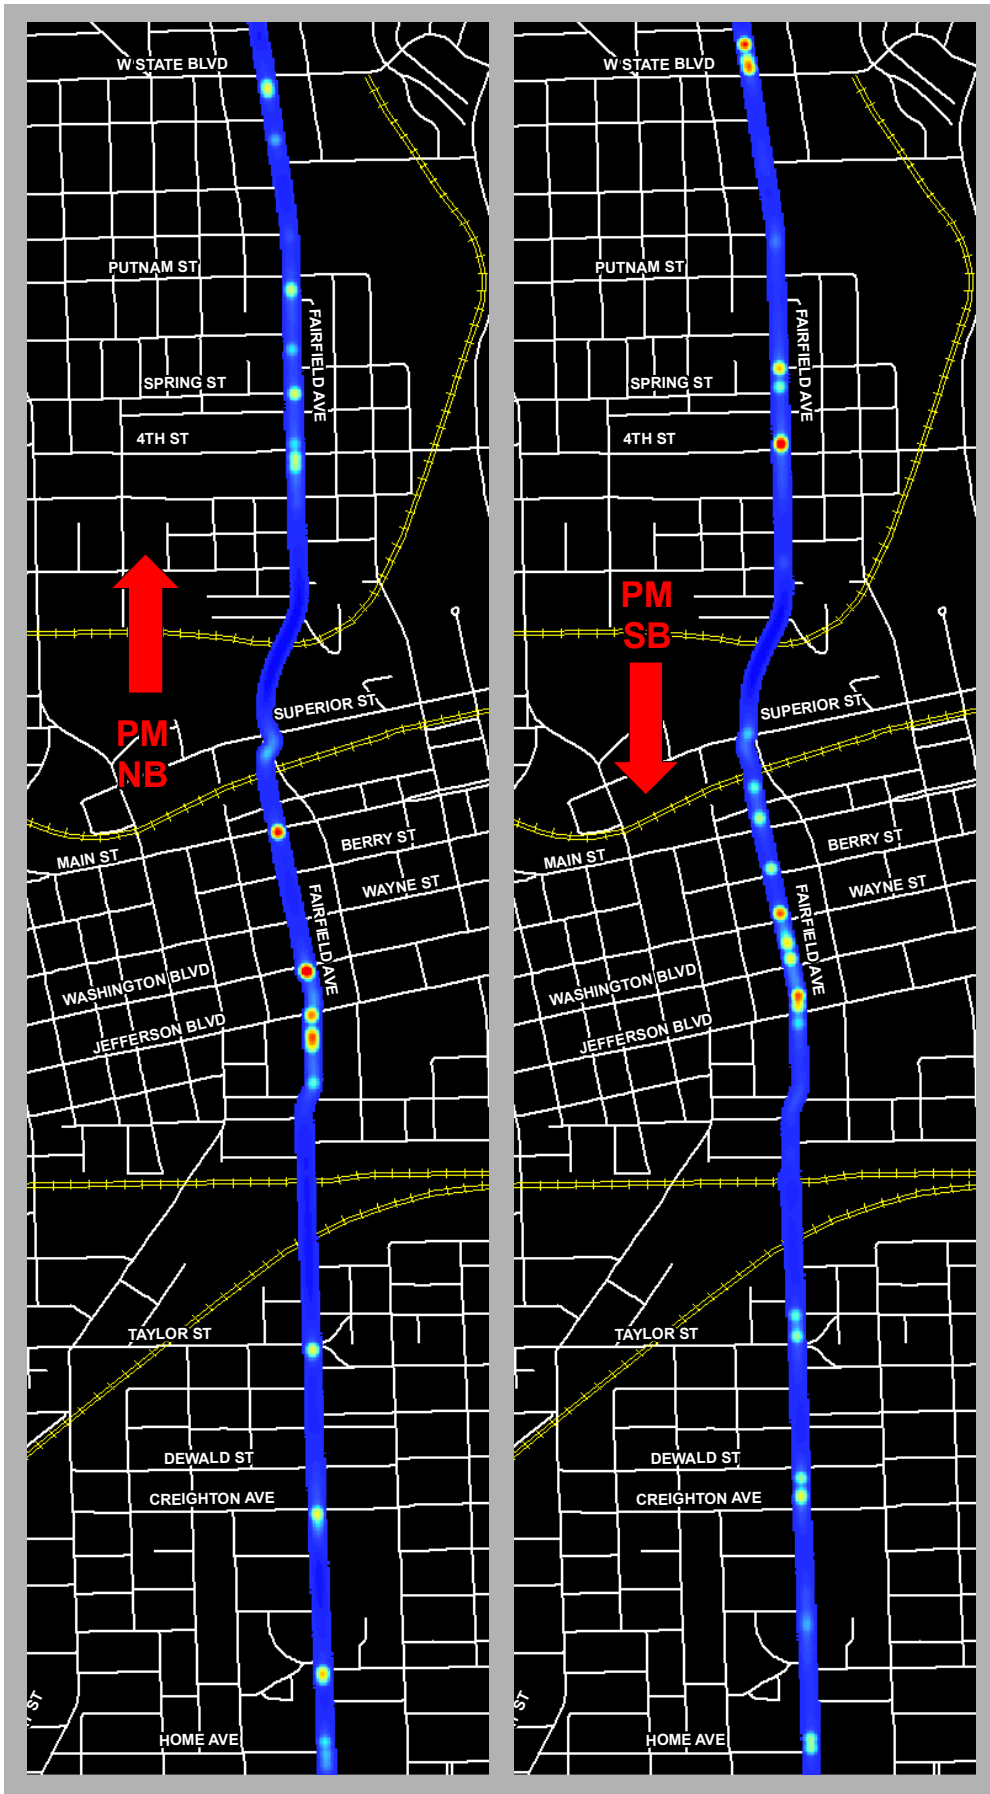 W STATE BLVD
PUTNAM ST
FAIRFIELD AVE
SPRING ST
4TH ST
PM
NB
SUPERIOR ST
BERRY ST
MAIN ST
WAYNE ST
FAIRFIELD AVE
WASHINGTON BLVD
JEFFERSON BLVD
TAYLOR ST
DEWALD ST
CREIGHTON AVE
ST
HOME AVE
W STATE BLVD
PUTNAM ST
FAIRFIELD AVE
SPRING ST
4TH ST
PM
SB
SUPERIOR ST
BERRY ST
MAIN ST
WAYNE ST
FAIRFIELD AVE
WASHINGTON BLVD
JEFFERSON BLVD
TAYLOR ST
DEWALD ST
CREIGHTON AVE
ST
HOME AVE